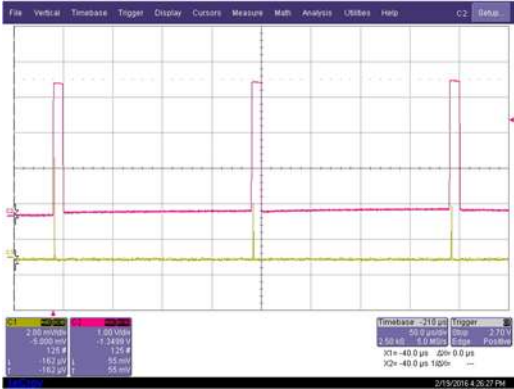 File Vertical Timebase Trigger Display Cursors Measure Math Analysis Utilities Help C2 Setup...
C2
C1
C1
2.00 mV/div
-5.000 mV
125 #
↓ -162 µV
↑ -162 µV
C2
1.00 V/div
-1.2499 V
125 #
↓ 55 mV
↑ 55 mV
Timebase -210 µs
50.0 µs/div
2.50 kS 5.0 MS/s
Trigger
Stop 2.70 V
Edge Positive
X1= -40.0 µs ΔX= 0.0 µs
X2= -40.0 µs 1/ΔX= ---
2/19/2016 4:26:27 PM